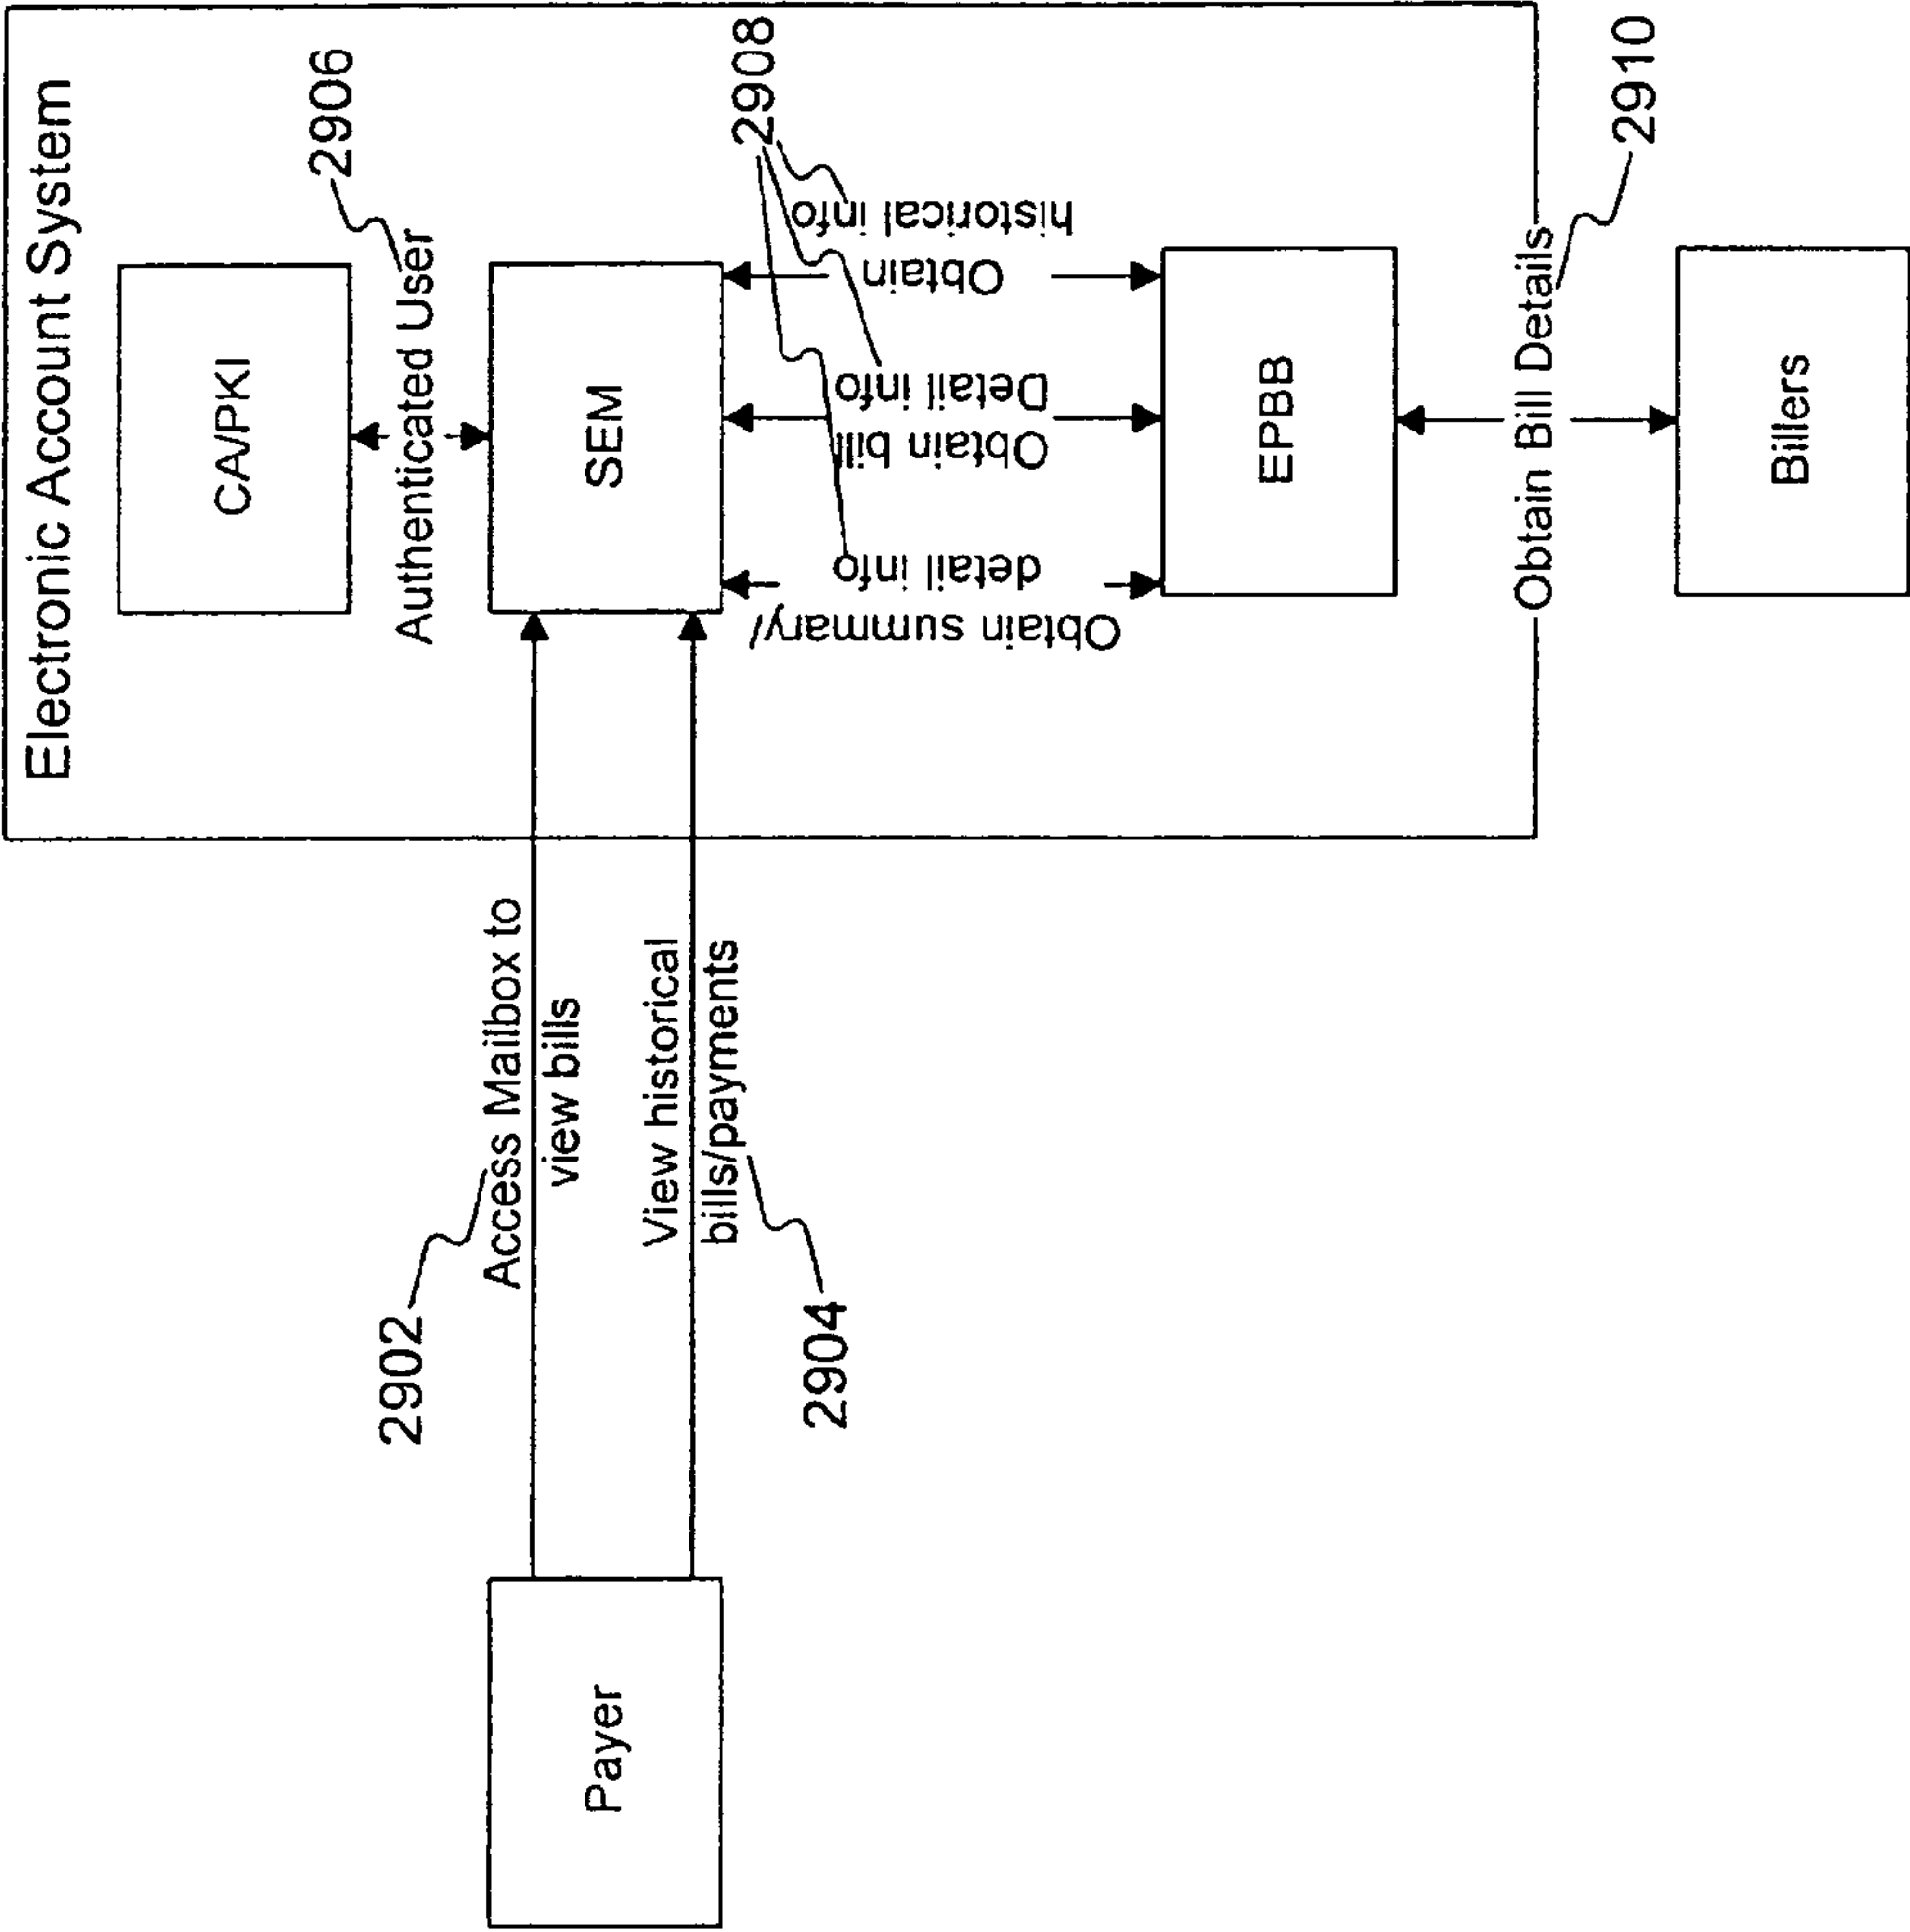 Electronic Account System
CA/PKI
2906
Authenticated User
2902
Access Mailbox to
view bills
SEM
Payer
View historical
bills/payments
2904
2908
Obtain summary/
detail info
Obtain bill
Detail info
Obtain
historical info
EPBB
Obtain Bill Details
2910
Billers